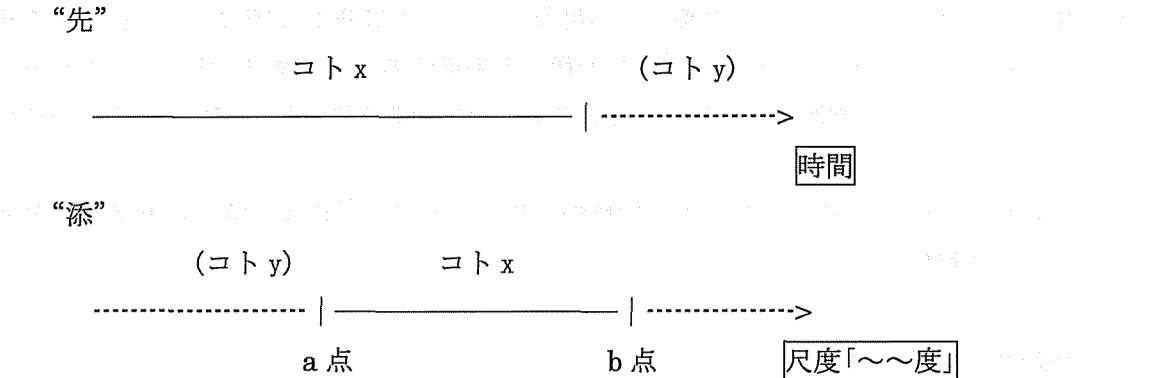 “先”
コト x (コト y)
時間
“添”
(コト y) コト x
a 点 b 点 尺度「～～度」